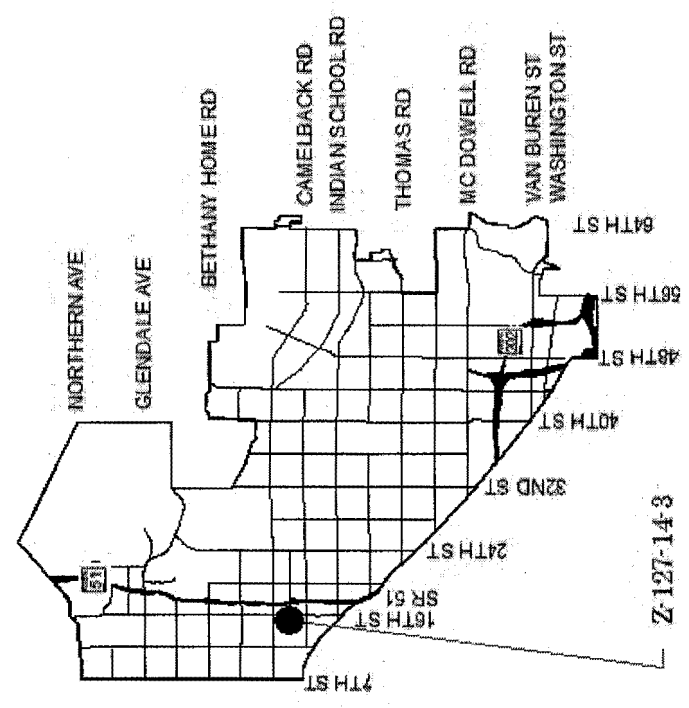 NORTHERN AVE
GLENDALE AVE
BETHANY HOME RD
CAMELBACK RD
INDIAN SCHOOL RD
THOMAS RD
MC DOWELL RD
VAN BUREN ST
WASHINGTON ST
64TH ST
56TH ST
48TH ST
40TH ST
32ND ST
24TH ST
SR 51
16TH ST
7TH ST
51
202
Z-127-14-3